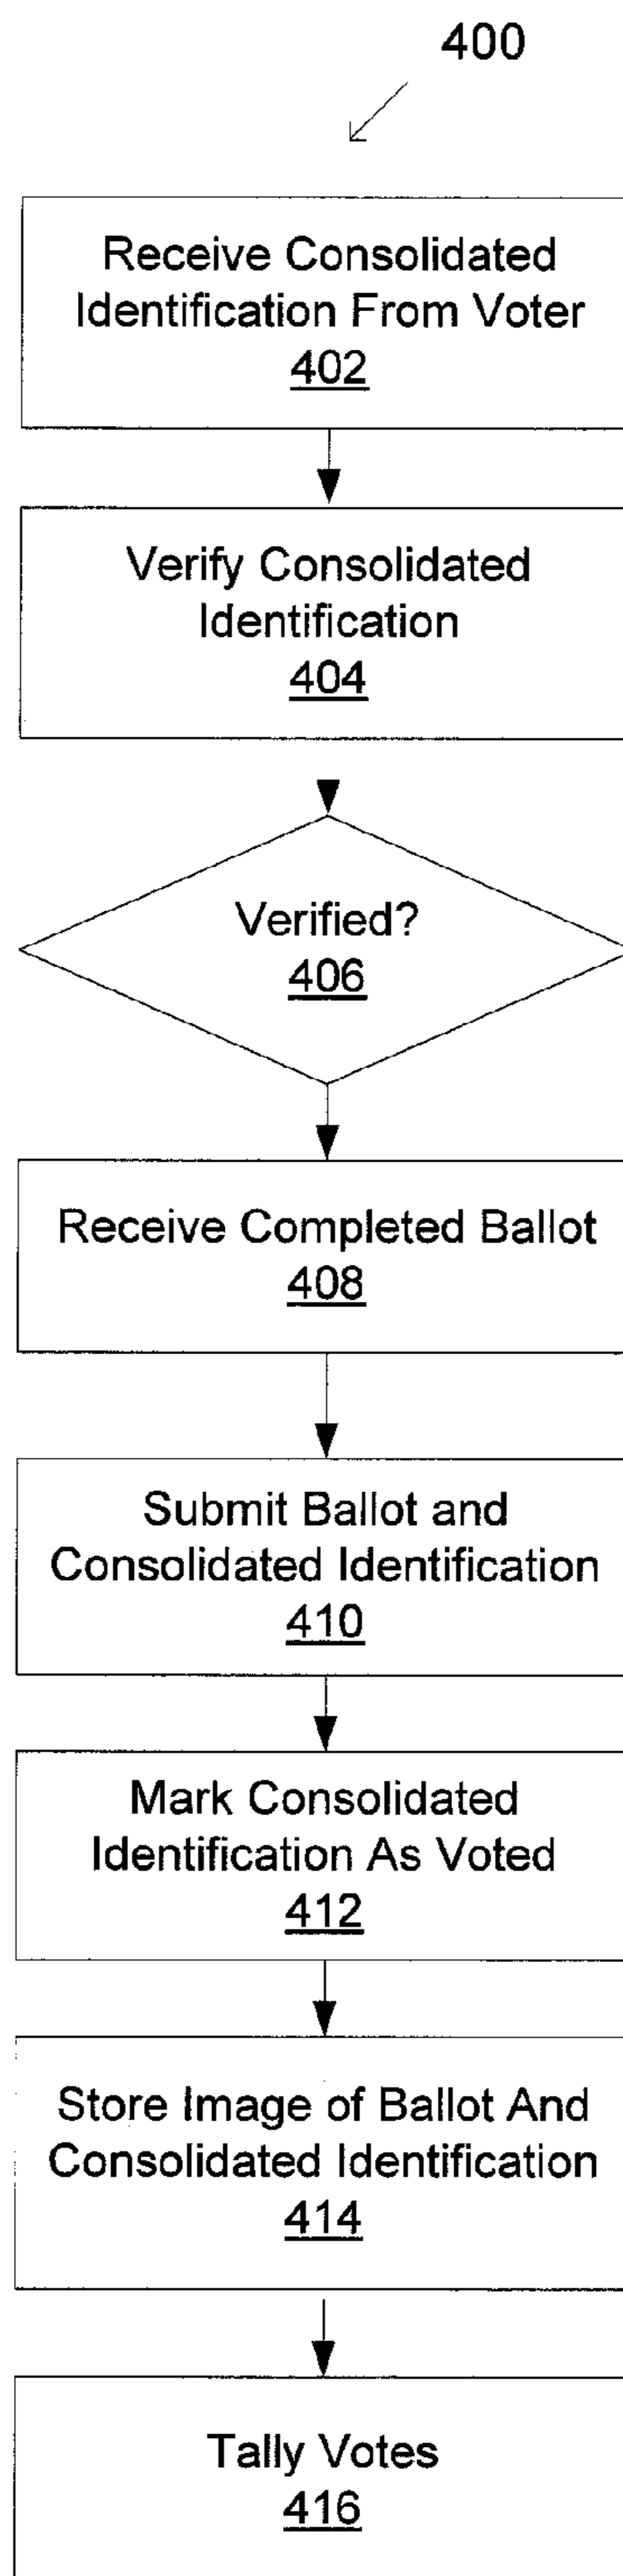 400
Receive Consolidated
Identification From Voter
402
Verify Consolidated
Identification
404
Verified?
406
Receive Completed Ballot
408
Submit Ballot and
Consolidated Identification
410
Mark Consolidated
Identification As Voted
412
Store Image of Ballot And
Consolidated Identification
414
Tally Votes
416